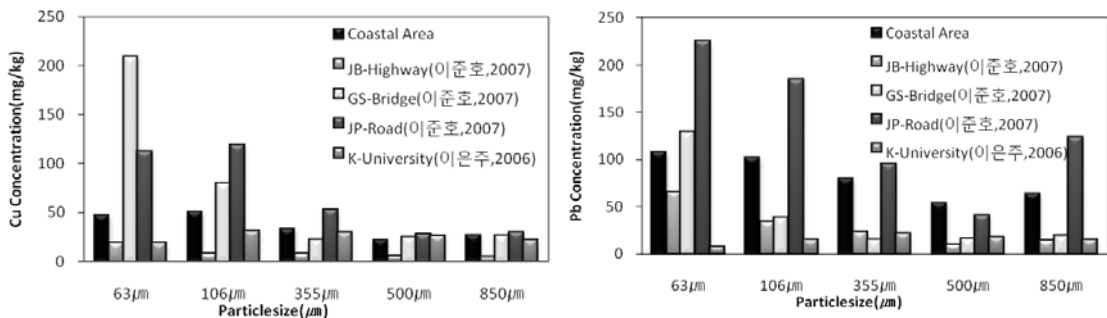 Cu Concentration(mg/kg)
250
200
150
100
50
0
Coastal Area
JB-Highway(이준호,2007)
GS-Bridge(이준호,2007)
JP-Road(이준호,2007)
K-University(이은주,2006)
63㎛ 106㎛ 355㎛ 500㎛ 850㎛
Particlesize(㎛)
Pb Concentration(mg/kg)
250
200
150
100
50
0
Coastal Area
JB-Highway(이준호,2007)
GS-Bridge(이준호,2007)
JP-Road(이준호,2007)
K-University(이은주,2006)
63㎛ 106㎛ 355㎛ 500㎛ 850㎛
Particlesize(㎛)